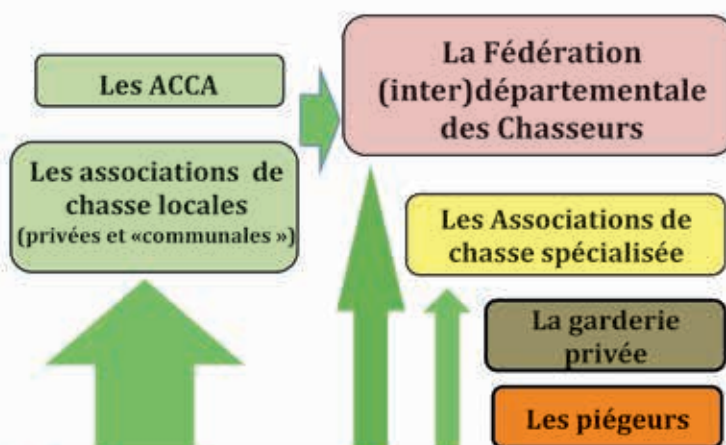 Les ACCA
La Fédération
(inter)départementale
des Chasseurs
Les associations de
chasse locales
(privées et «communales »)
Les Associations de
chasse spécialisée
La garderie
privée
Les piégeurs